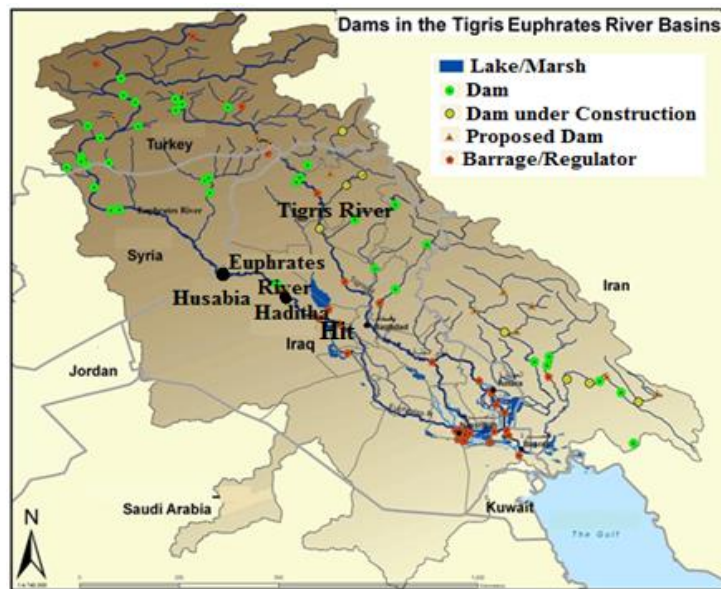 Dams in the Tigris Euphrates River Basins
Lake/Marsh
Dam
Dam under Construction
Proposed Dam
Barrage/Regulator
Turkey
Euphrates River
Tigris River
Syria
Euphrates
River
Husabia
Haditha
Hit
Iraq
Baghdad
Iran
Jordan
Saudi Arabia
Kuwait
The Gulf
N